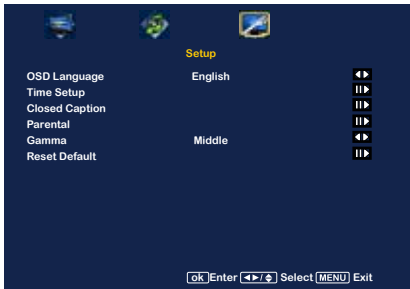 Setup
OSD Language English
Time Setup
Closed Caption
Parental
Gamma Middle
Reset Default
ok Enter ◄►/♦ Select MENU Exit